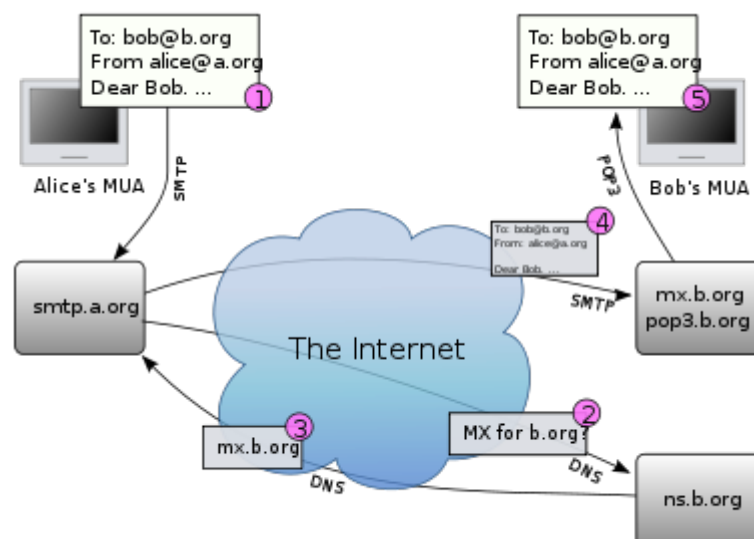 To: bob@b.org
From alice@a.org
Dear Bob. ...
1
Alice's MUA
SMTP
To: bob@b.org
From alice@a.org
Dear Bob. ...
5
Bob's MUA
POP3
To: bob@b.org
From: alice@a.org
Dear Bob. ...
4
SMTP
smtp.a.org
mx.b.org
pop3.b.org
The Internet
mx.b.org
3
DNS
MX for b.org?
2
DNS
ns.b.org